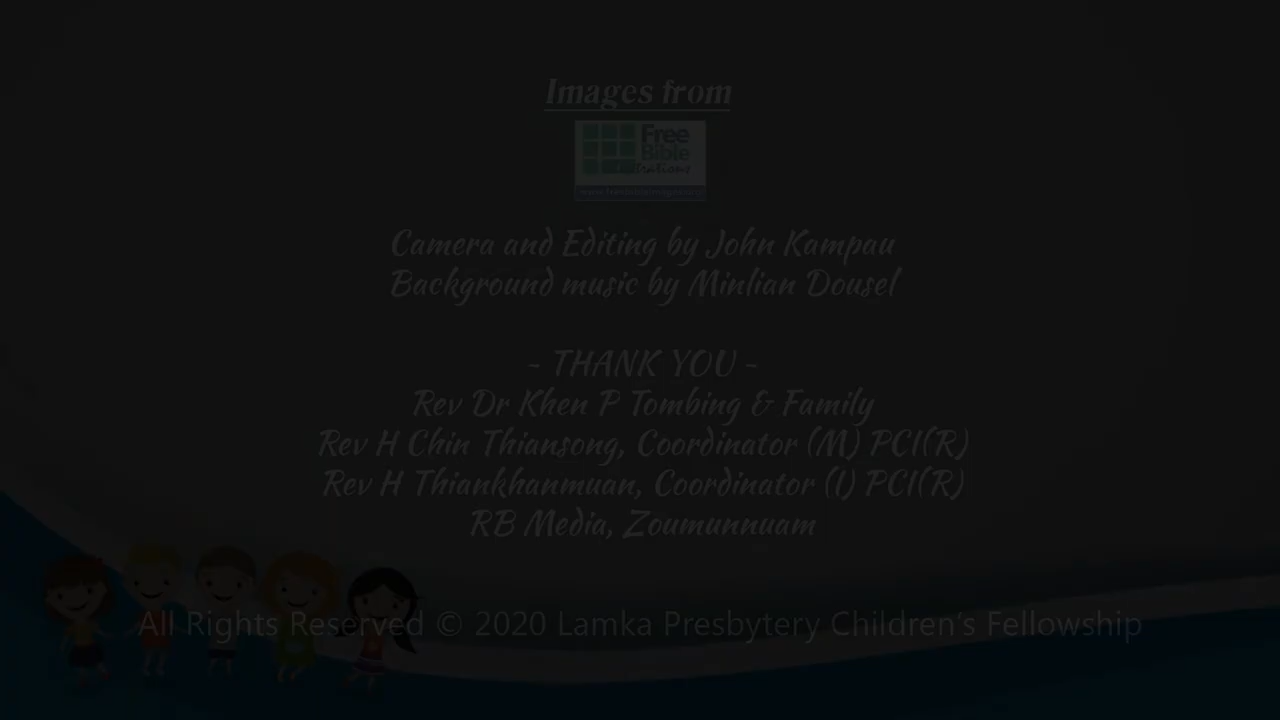 Images from
Free
Bible
Camera and Editing by John Kampau
Background music by Minlian Dousel
- THANK YOU -
Rev Dr Khen P Tombing & Family
Rev H Chin Thiansong, Coordinator (M) PCI(R)
Rev H Thiankhanmuan, Coordinator (I) PCI(R)
RB Media, Zoumunnuam
All Rights Reserved © 2020 Lamka Presbytery Children's Fellowship